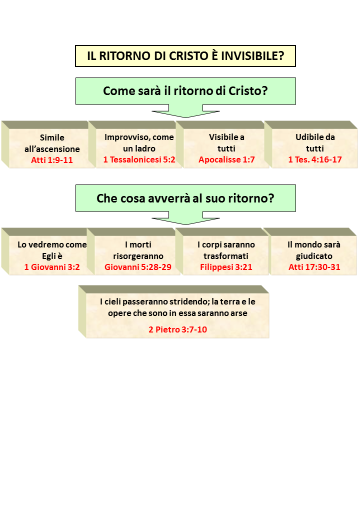 IL RITORNO DI CRISTO È INVISIBILE?
Come sarà il ritorno di Cristo?
Simile
all'ascensione
Atti 1:9-11
Improvviso, come
un ladro
1 Tessalonicesi 5:2
Visibile a
tutti
Apocalisse 1:7
Udibile da
tutti
1 Tes. 4:16-17
Che cosa avverrà al suo ritorno?
Lo vedremo come
Egli è
1 Giovanni 3:2
I morti
risorgeranno
Giovanni 5:28-29
I corpi saranno
trasformati
Filippesi 3:21
Il mondo sarà
giudicato
Atti 17:30-31
I cieli passeranno stridendo; la terra e le
opere che sono in essa saranno arse
2 Pietro 3:7-10